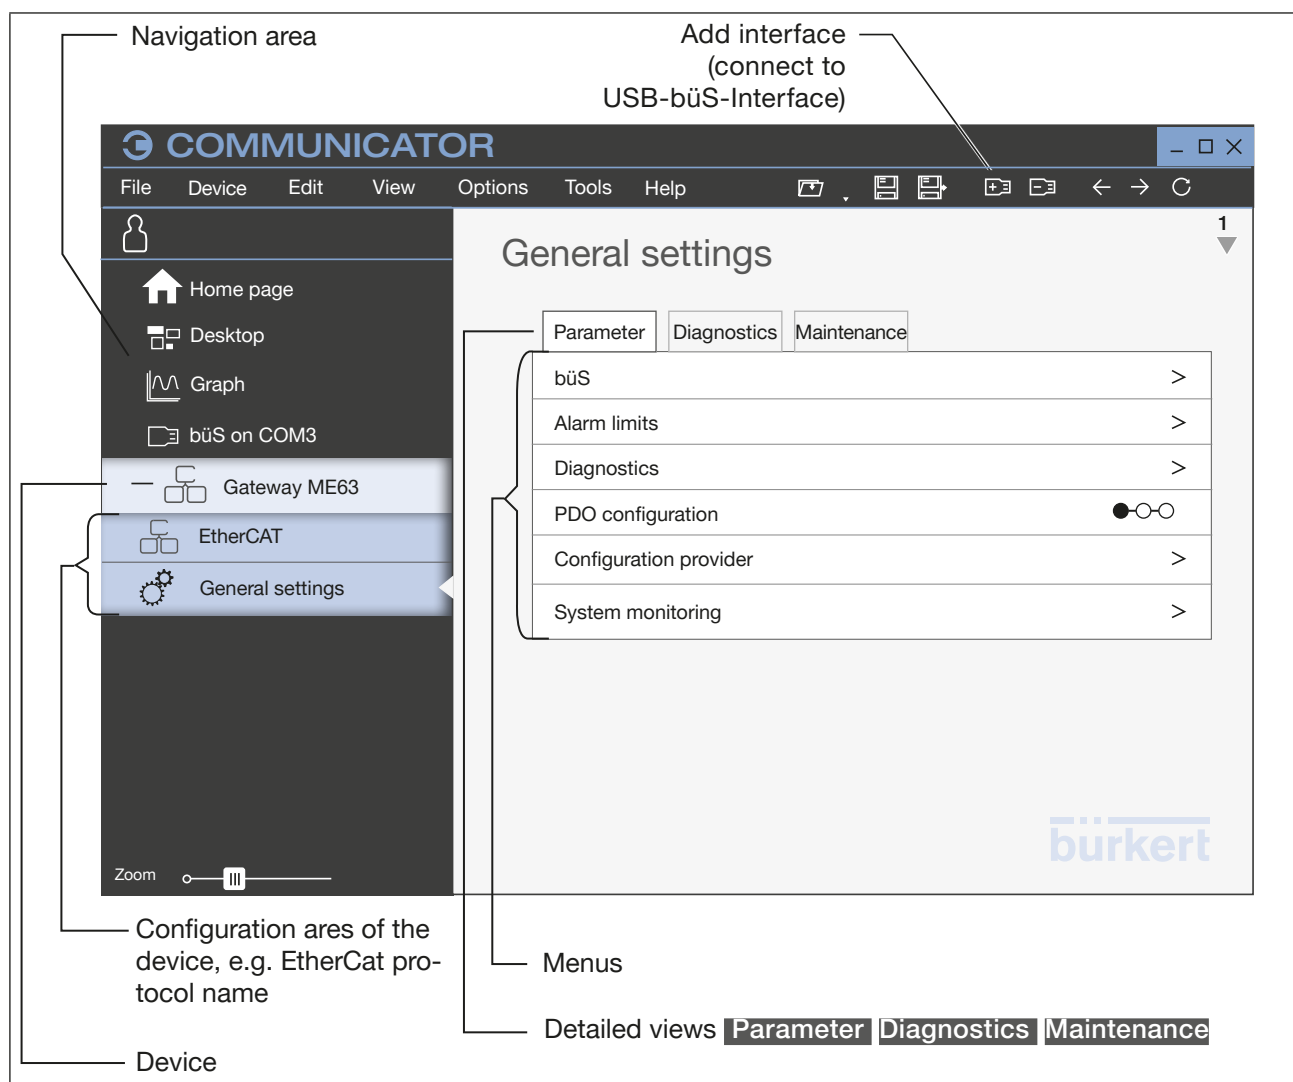 Navigation area
Add interface
(connect to
USB-büS-Interface)
COMMUNICATOR
File Device Edit View Options Tools Help
1
General settings
Home page
Desktop
Graph
büS on COM3
Gateway ME63
EtherCAT
General settings
Parameter Diagnostics Maintenance
büS
Alarm limits
Diagnostics
PDO configuration
Configuration provider
System monitoring
bürkert
Zoom
Configuration ares of the
device, e.g. EtherCat pro-
tocol name
Menus
Detailed views Parameter Diagnostics Maintenance
Device